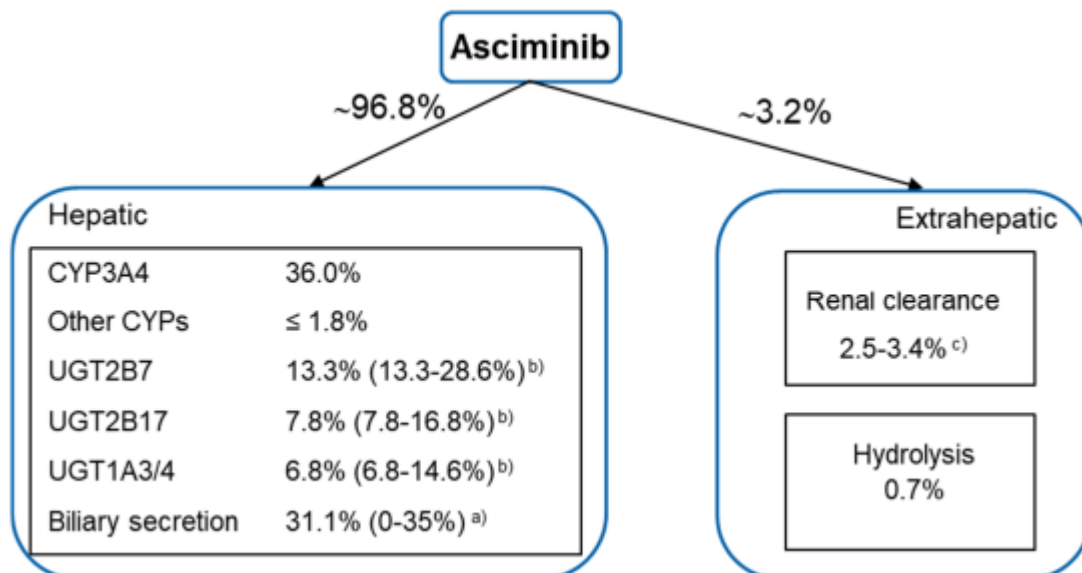 Asciminib
~96.8%
~3.2%
Hepatic
CYP3A4 36.0%
Other CYPs ≤ 1.8%
UGT2B7 13.3% (13.3-28.6%) b)
UGT2B17 7.8% (7.8-16.8%) b)
UGT1A3/4 6.8% (6.8-14.6%) b)
Biliary secretion 31.1% (0-35%) a)
Extrahepatic
Renal clearance
2.5-3.4% c)
Hydrolysis
0.7%